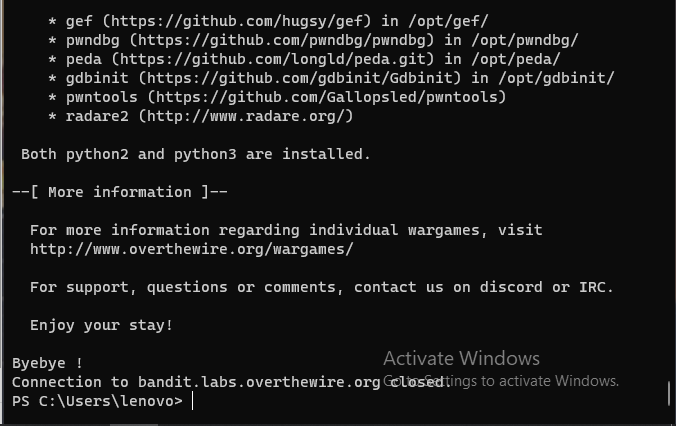 * gef (https://github.com/hugsy/gef) in /opt/gef/
* pwndbg (https://github.com/pwndbg/pwndbg) in /opt/pwndbg/
* peda (https://github.com/longld/peda.git) in /opt/peda/
* gdbinit (https://github.com/gdbinit/Gdbinit) in /opt/gdbinit/
* pwntools (https://github.com/Gallopsled/pwntools)
* radare2 (http://www.radare.org/)
Both python2 and python3 are installed.
--[ More information ]--
For more information regarding individual wargames, visit
http://www.overthewire.org/wargames/
For support, questions or comments, contact us on discord or IRC.
Enjoy your stay!
Byebye !
Activate Windows
Connection to bandit.labs.overthewire.org closed.
Go to Settings to activate Windows.
PS C:\Users\lenovo>